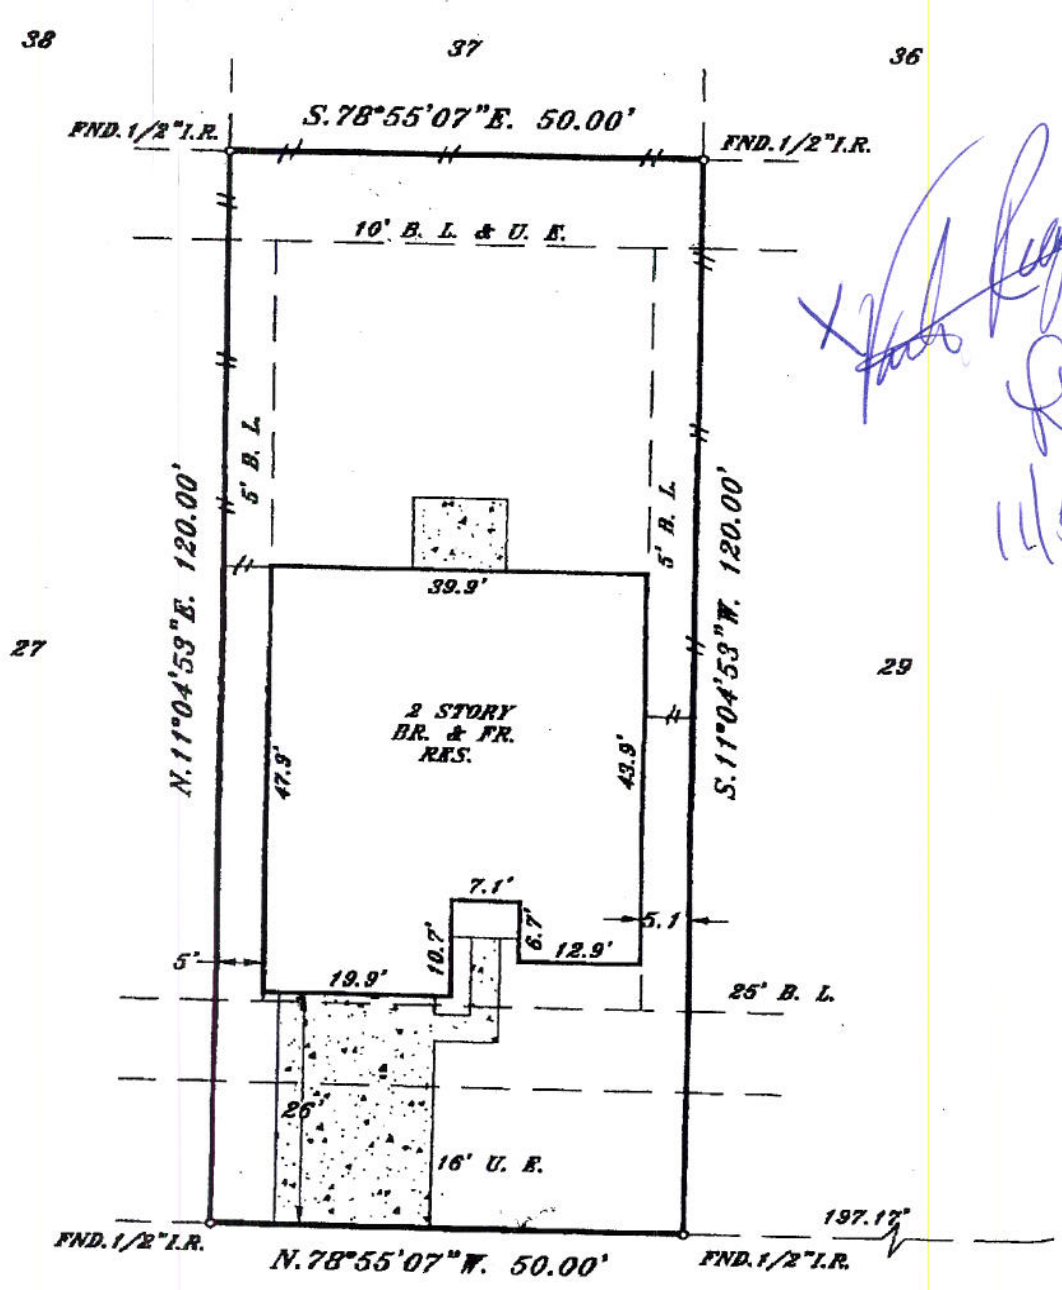 38
37
36
S.78°55'07"E. 50.00'
FND.1/2"I.R.
FND.1/2"I.R.
10' B. L. & U. E.
5' B. L.
5' B. L.
N.11°04'53"E. 120.00'
S.11°04'53"W. 120.00'
39.9'
27
29
2 STORY
BR. & FR.
RES.
47.9'
43.9'
7.1'
10.7'
6.7'
5.1
12.9'
5'
19.9'
25' B. L.
26'
16' U. E.
197.17'
FND.1/2"I.R.
N.78°55'07"W. 50.00'
FND.1/2"I.R.